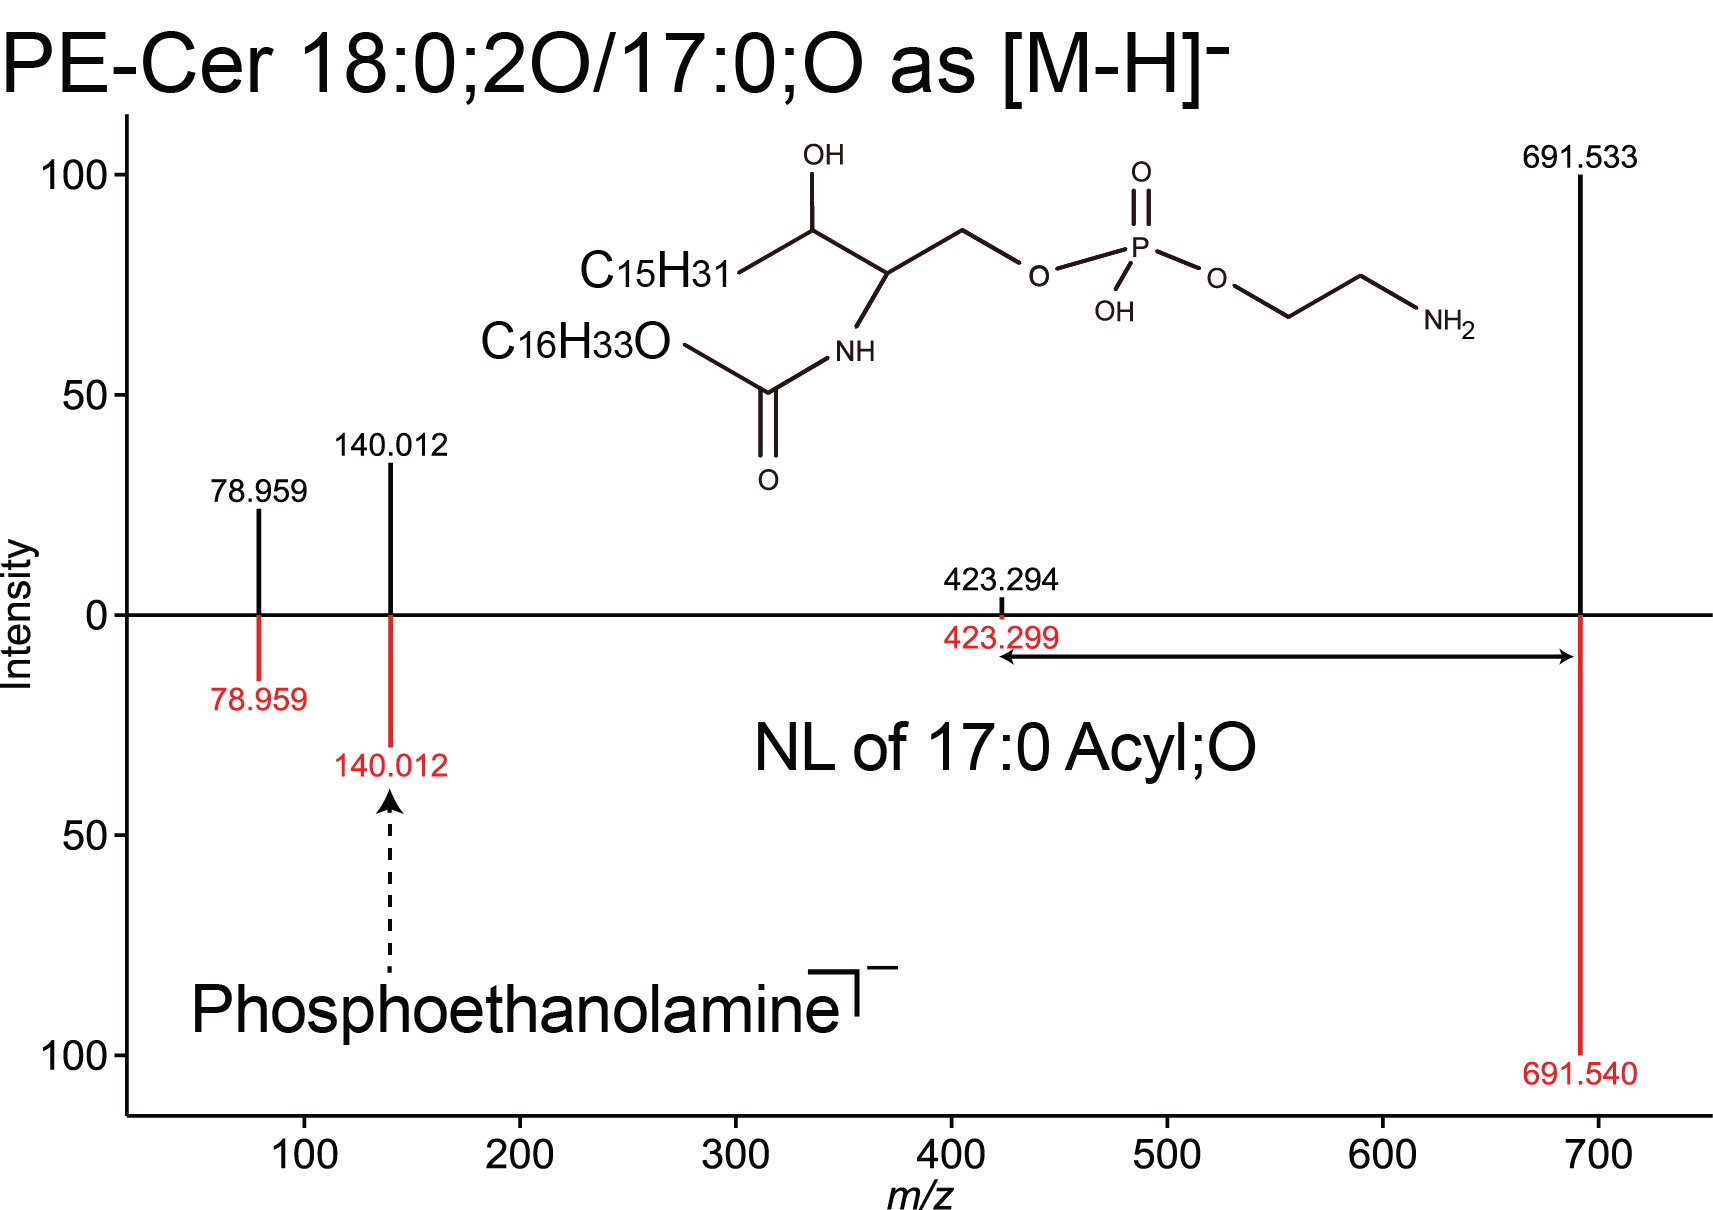 PE-Cer 18:0;2O/17:0;O as [M-H]⁻
100
691.533
OH
O
P
C15H31
O
O
OH
NH2
C16H33O
NH
O
50
140.012
78.959
423.294
0
423.299
78.959
140.012
NL of 17:0 Acyl;O
50
Phosphoethanolamine⁻
100
691.540
Intensity
100 200 300 400 500 600 700
m/z